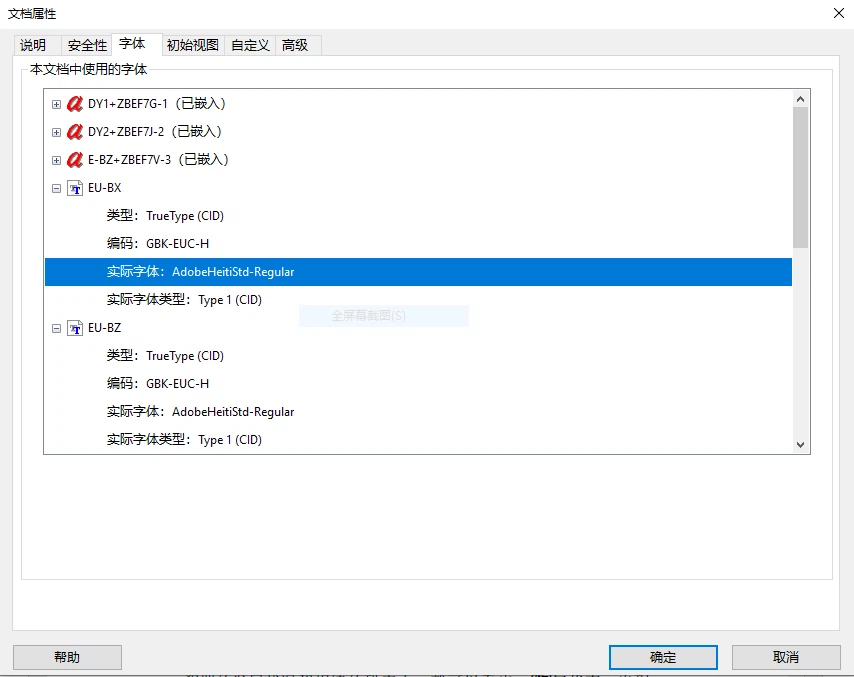 文档属性
说明 安全性 字体 初始视图 自定义 高级
本文档中使用的字体
DY1+ZBEF7G-1（已嵌入）
DY2+ZBEF7J-2（已嵌入）
E-BZ+ZBEF7V-3（已嵌入）
EU-BX
类型：TrueType (CID)
编码：GBK-EUC-H
实际字体：AdobeHeitiStd-Regular
实际字体类型：Type 1 (CID)
全屏幕截图(S)
EU-BZ
类型：TrueType (CID)
编码：GBK-EUC-H
实际字体：AdobeHeitiStd-Regular
实际字体类型：Type 1 (CID)
帮助 确定 取消